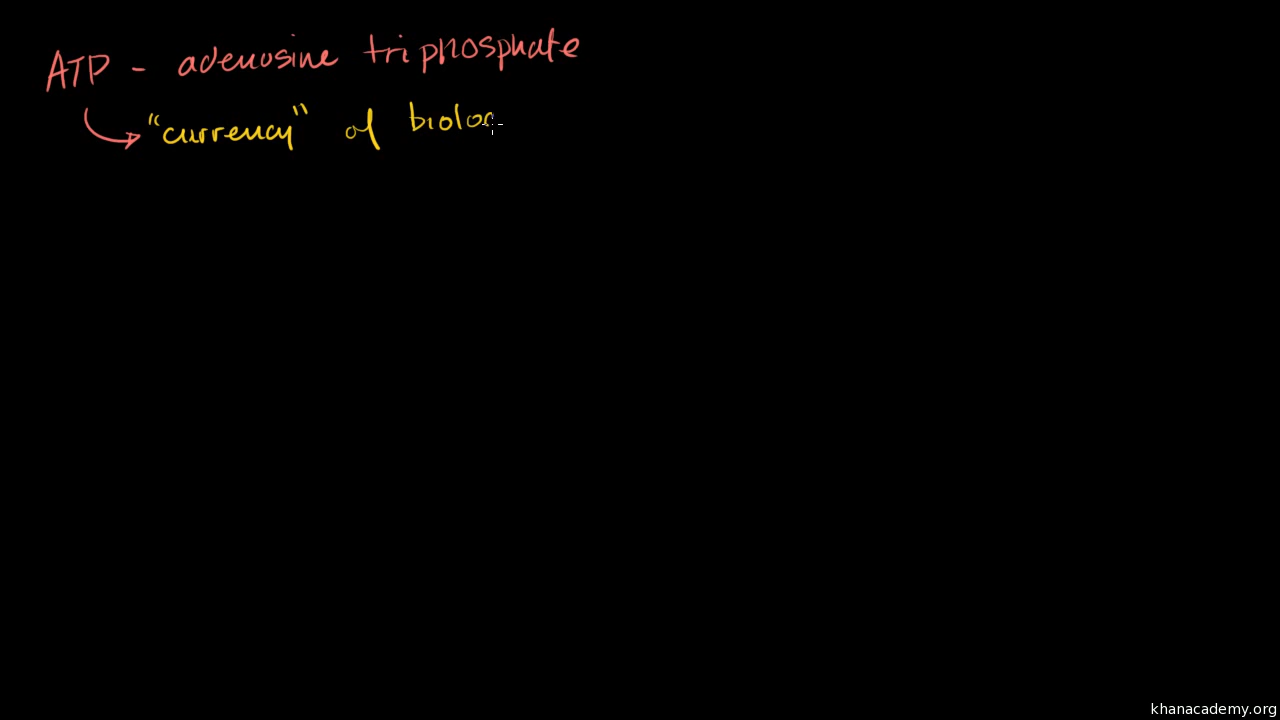 ATP - adenosine triphosphate
"currency" of biolog
khanacademy.org